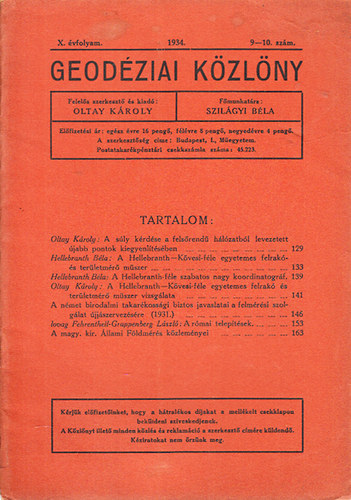 X. évfolyam. 1934. 9—10. szám.
GEODÉZIAI KÖZLÖNY
Felelős szerkesztő és kiadó:
OLTAY KÁROLY
Főmunkatárs:
SZILÁGYI BÉLA
Előfizetési ár: egész évre 16 pengő, félévre 8 pengő, negyedévre 4 pengő.
A szerkesztőség címe: Budapest, I., Műegyetem.
Postatakarékpénztári csekkszámla száma: 45.223.
TARTALOM:
Oltay Károly: A súly kérdése a felsőrendű hálózatból levezetett
újabb pontok kiegyenlítésében ... 129
Hellebranth Béla: A Hellebranth—Kövesi-féle egyetemes felrakó-
és területmérő műszer ... 133
Hellebranth Béla: A Hellebranth-féle szabatos nagy koordinatográf. 139
Oltay Károly: A Hellebranth—Kövesi-féle egyetemes felrakó és
területmérő műszer vizsgálata ... 141
A német birodalmi takarékossági biztos javaslatai a felmérési szol-
gálat újjászervezésére (1931.) ... 146
lovag Fehrentheil-Gruppenberg László: A római telepítések. ... 153
A magy. kir. Állami Földmérés közleményei ... 163
Kérjük előfizetőinket, hogy a hátralékos díjakat a mellékelt csekklapon
beküldeni szíveskedjenek.
A Közlönyt illető minden közlés és reklamáció a szerkesztő címére küldendő.
Kéziratokat nem őrzünk meg.